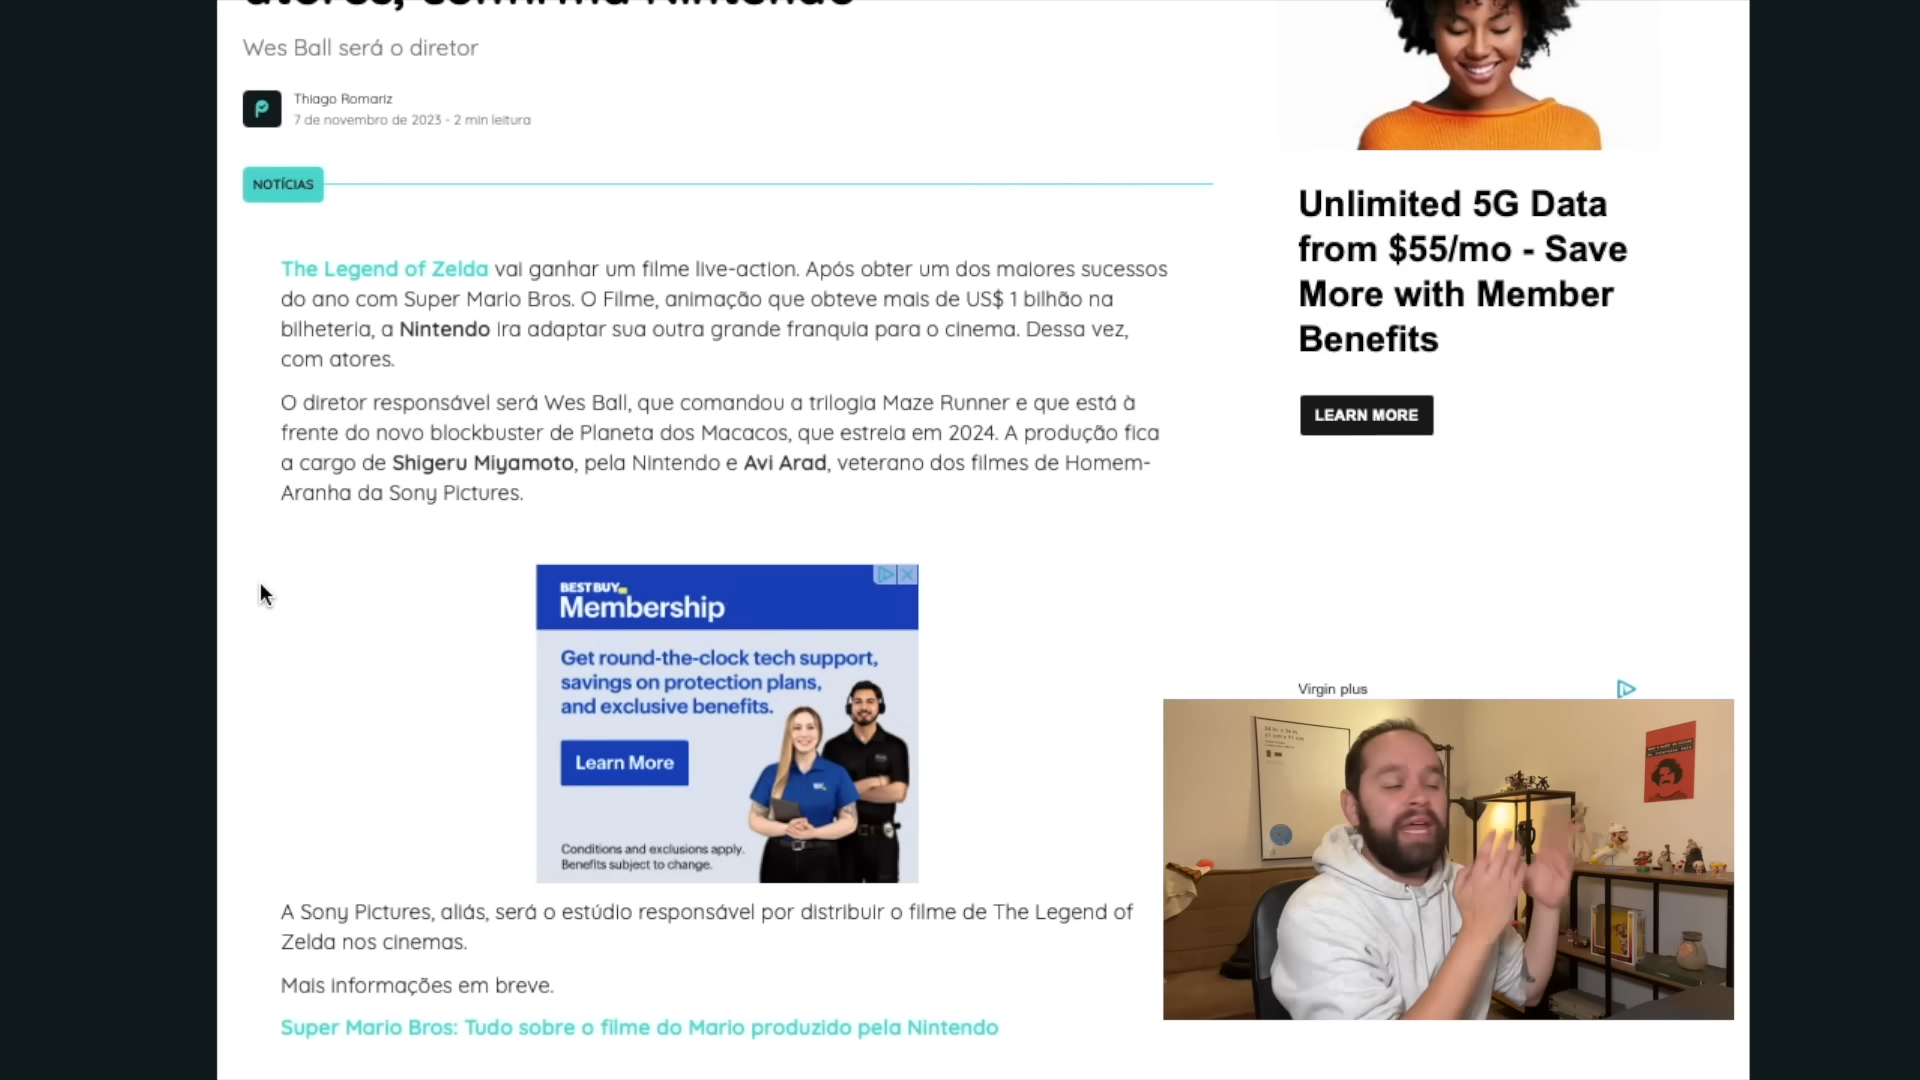 Wes Ball será o diretor
Thiago Romariz
7 de novembro de 2023 - 2 min leitura
NOTÍCIAS
The Legend of Zelda vai ganhar um filme live-action. Após obter um dos maiores sucessos
do ano com Super Mario Bros. O Filme, animação que obteve mais de US$ 1 bilhão na
bilheteria, a Nintendo ira adaptar sua outra grande franquia para o cinema. Dessa vez,
com atores.
O diretor responsável será Wes Ball, que comandou a trilogia Maze Runner e que está à
frente do novo blockbuster de Planeta dos Macacos, que estreia em 2024. A produção fica
a cargo de Shigeru Miyamoto, pela Nintendo e Avi Arad, veterano dos filmes de Homem-
Aranha da Sony Pictures.
BEST BUY
Membership
Get round-the-clock tech support,
savings on protection plans,
and exclusive benefits.
Learn More
Conditions and exclusions apply.
Benefits subject to change.
A Sony Pictures, aliás, será o estúdio responsável por distribuir o filme de The Legend of
Zelda nos cinemas.
Mais informações em breve.
Super Mario Bros: Tudo sobre o filme do Mario produzido pela Nintendo
Unlimited 5G Data
from $55/mo - Save
More with Member
Benefits
LEARN MORE
Virgin plus